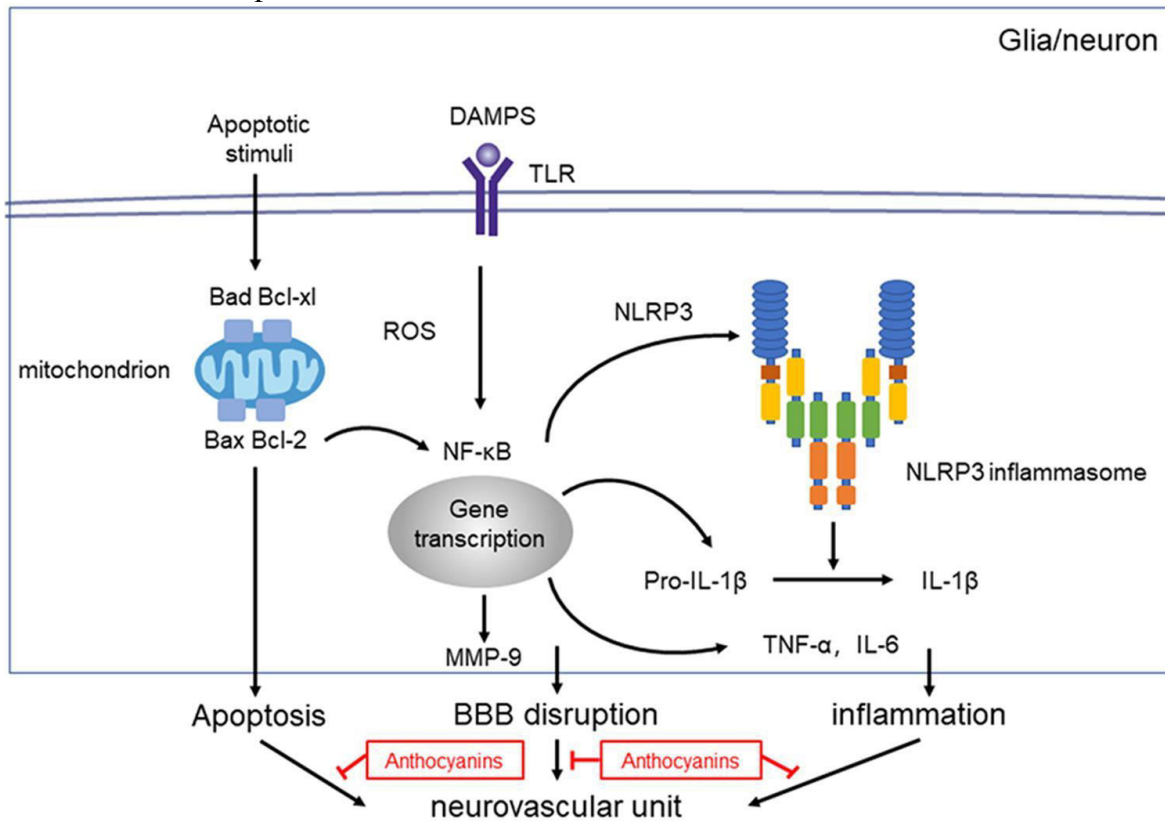 Glia/neuron
Apoptotic
stimuli
DAMPS
TLR
Bad Bcl-xl
ROS
NLRP3
mitochondrion
Bax Bcl-2
NF-κB
NLRP3 inflammasome
Gene
transcription
Pro-IL-1β
IL-1β
TNF-α, IL-6
MMP-9
Apoptosis
BBB disruption
inflammation
Anthocyanins
Anthocyanins
neurovascular unit